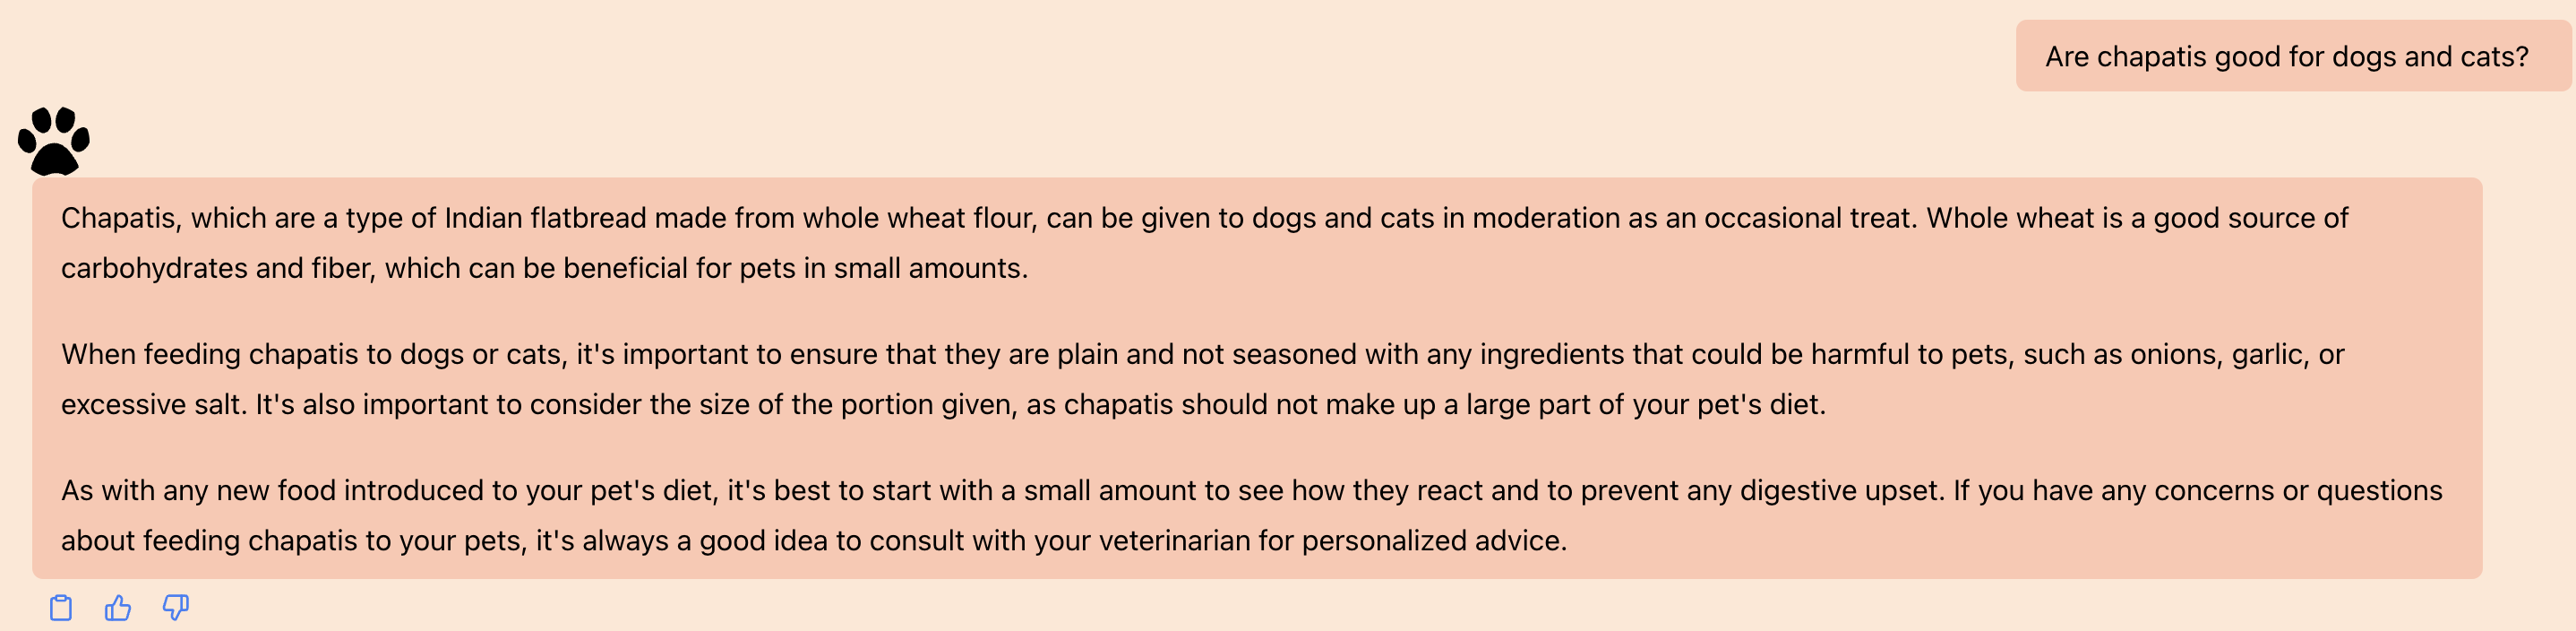 Are chapatis good for dogs and cats?
Chapatis, which are a type of Indian flatbread made from whole wheat flour, can be given to dogs and cats in moderation as an occasional treat. Whole wheat is a good source of
carbohydrates and fiber, which can be beneficial for pets in small amounts.
When feeding chapatis to dogs or cats, it's important to ensure that they are plain and not seasoned with any ingredients that could be harmful to pets, such as onions, garlic, or
excessive salt. It's also important to consider the size of the portion given, as chapatis should not make up a large part of your pet's diet.
As with any new food introduced to your pet's diet, it's best to start with a small amount to see how they react and to prevent any digestive upset. If you have any concerns or questions
about feeding chapatis to your pets, it's always a good idea to consult with your veterinarian for personalized advice.